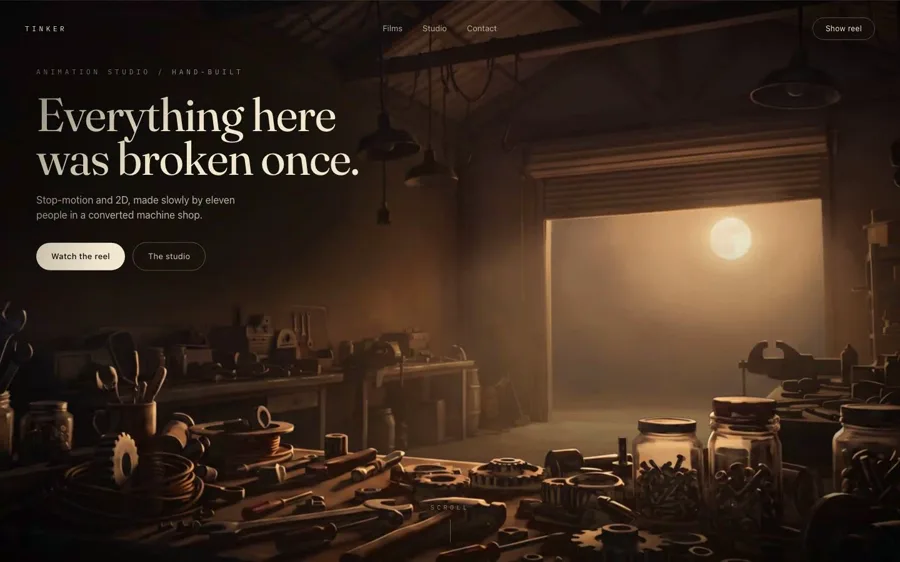 TINKER
Films
Studio
Contact
Show reel
ANIMATION STUDIO / HAND-BUILT
Everything here
was broken once.
Stop-motion and 2D, made slowly by eleven
people in a converted machine shop.
Watch the reel
The studio
SCROLL